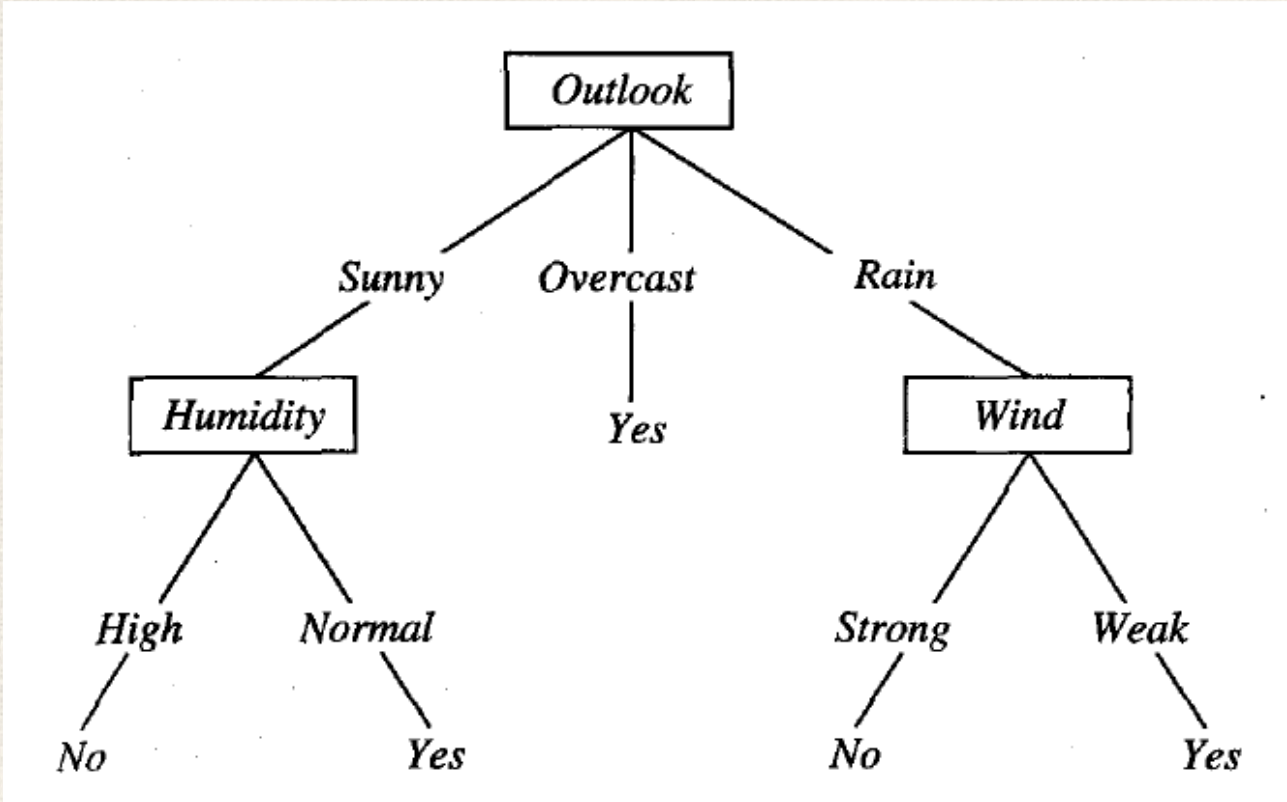 Outlook
Sunny Overcast Rain
Humidity Yes Wind
High Normal Strong Weak
No Yes No Yes